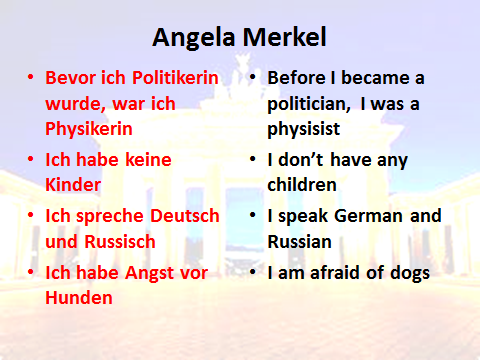 Angela Merkel
• Bevor ich Politikerin
wurde, war ich
Physikerin
• Ich habe keine
Kinder
• Ich spreche Deutsch
und Russisch
• Ich habe Angst vor
Hunden
• Before I became a
politician, I was a
physisist
• I don’t have any
children
• I speak German and
Russian
• I am afraid of dogs